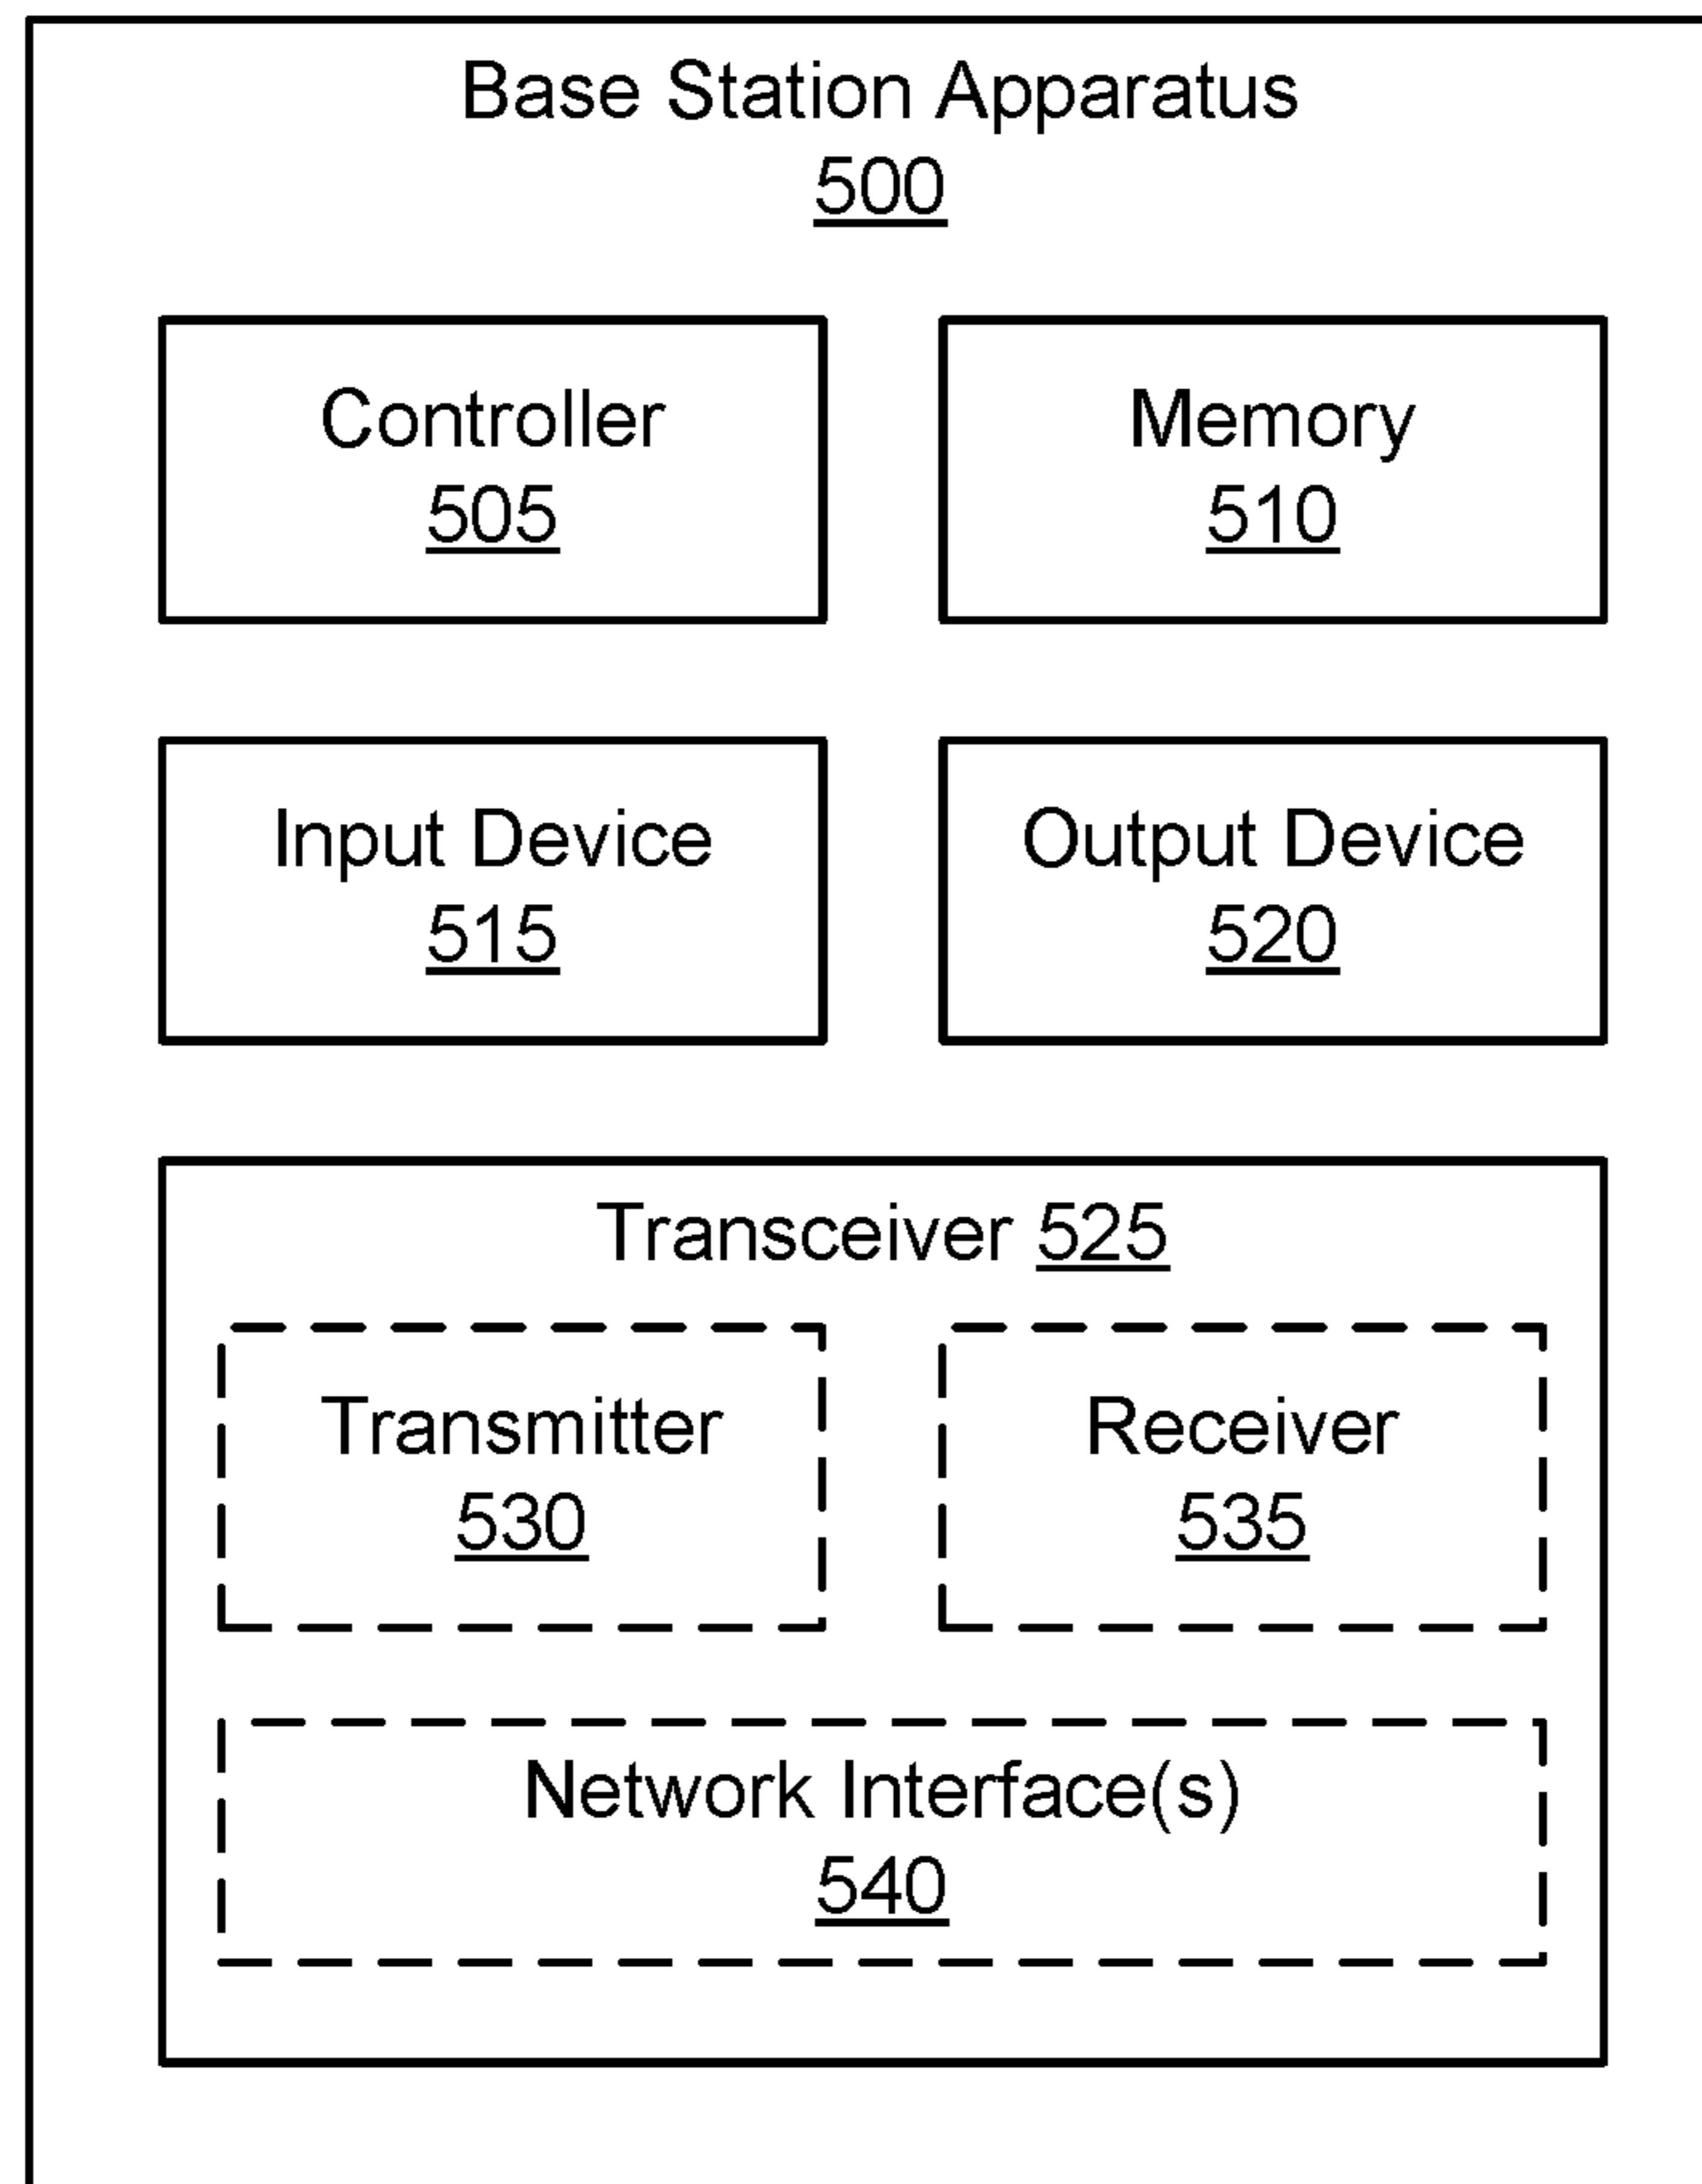 Base Station Apparatus
500
Controller
505
Memory
510
Input Device
515
Output Device
520
Transceiver 525
Transmitter
530
Receiver
535
Network Interface(s)
540